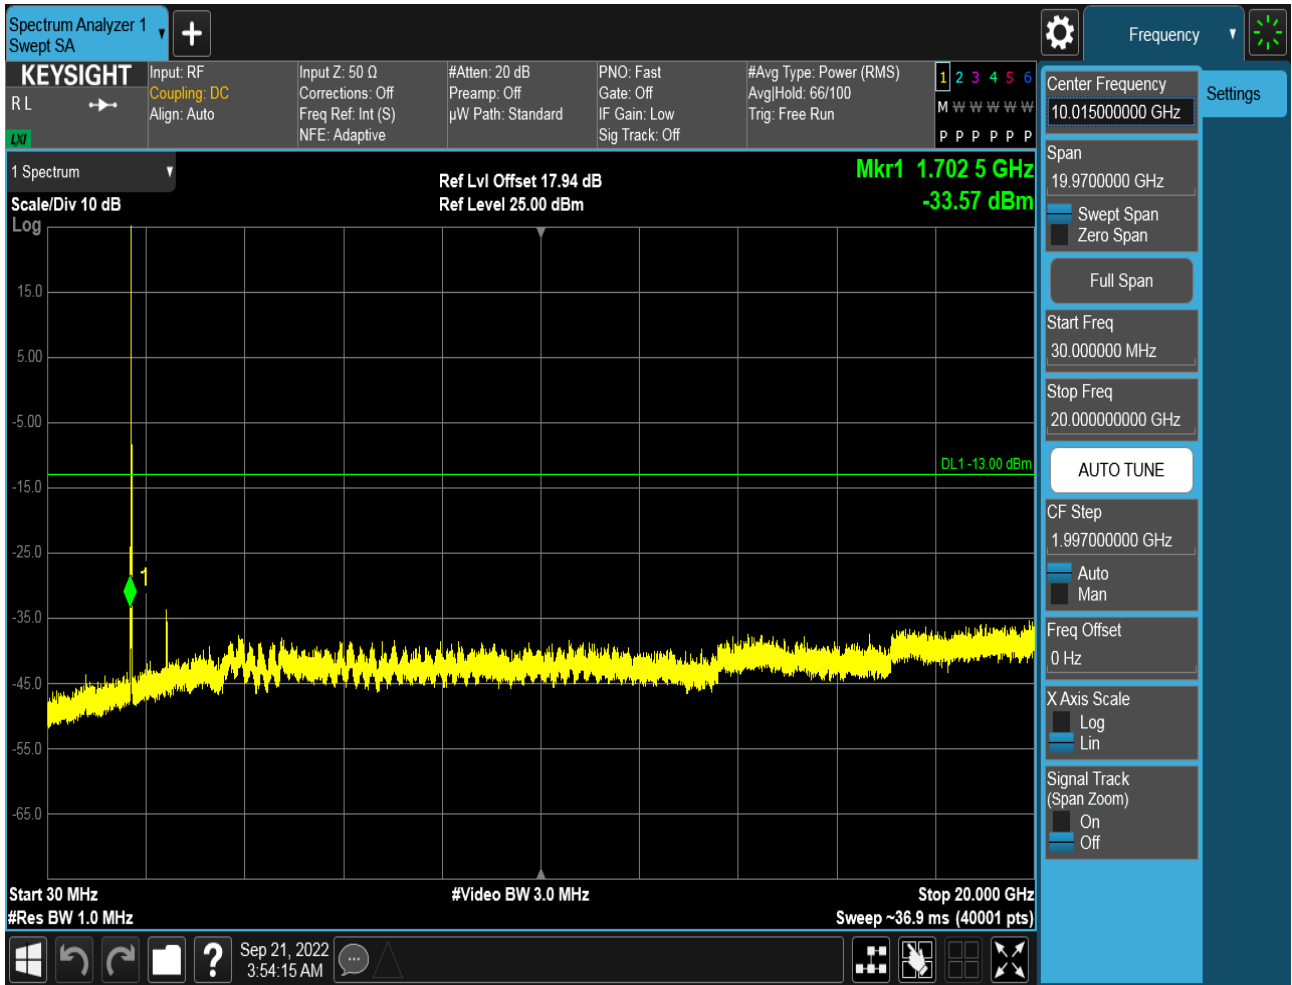 Spectrum Analyzer 1
Swept SA
Frequency
KEYSIGHT
R L
LXI
Input: RF
Coupling: DC
Align: Auto
Input Z: 50 Ω
Corrections: Off
Freq Ref: Int (S)
NFE: Adaptive
#Atten: 20 dB
Preamp: Off
µW Path: Standard
PNO: Fast
Gate: Off
IF Gain: Low
Sig Track: Off
#Avg Type: Power (RMS)
Avg|Hold: 66/100
Trig: Free Run
1 2 3 4 5 6
M W W W W W
P P P P P P
1 Spectrum
Scale/Div 10 dB
Log
Ref Lvl Offset 17.94 dB
Ref Level 25.00 dBm
Mkr1 1.702 5 GHz
-33.57 dBm
15.0
5.00
-5.00
DL1 -13.00 dBm
-15.0
-25.0
1
-35.0
-45.0
-55.0
-65.0
Start 30 MHz
#Res BW 1.0 MHz
#Video BW 3.0 MHz
Stop 20.000 GHz
Sweep ~36.9 ms (40001 pts)
Sep 21, 2022
3:54:15 AM
Center Frequency
10.015000000 GHz
Settings
Span
19.9700000 GHz
Swept Span
Zero Span
Full Span
Start Freq
30.000000 MHz
Stop Freq
20.000000000 GHz
AUTO TUNE
CF Step
1.997000000 GHz
Auto
Man
Freq Offset
0 Hz
X Axis Scale
Log
Lin
Signal Track
(Span Zoom)
On
Off